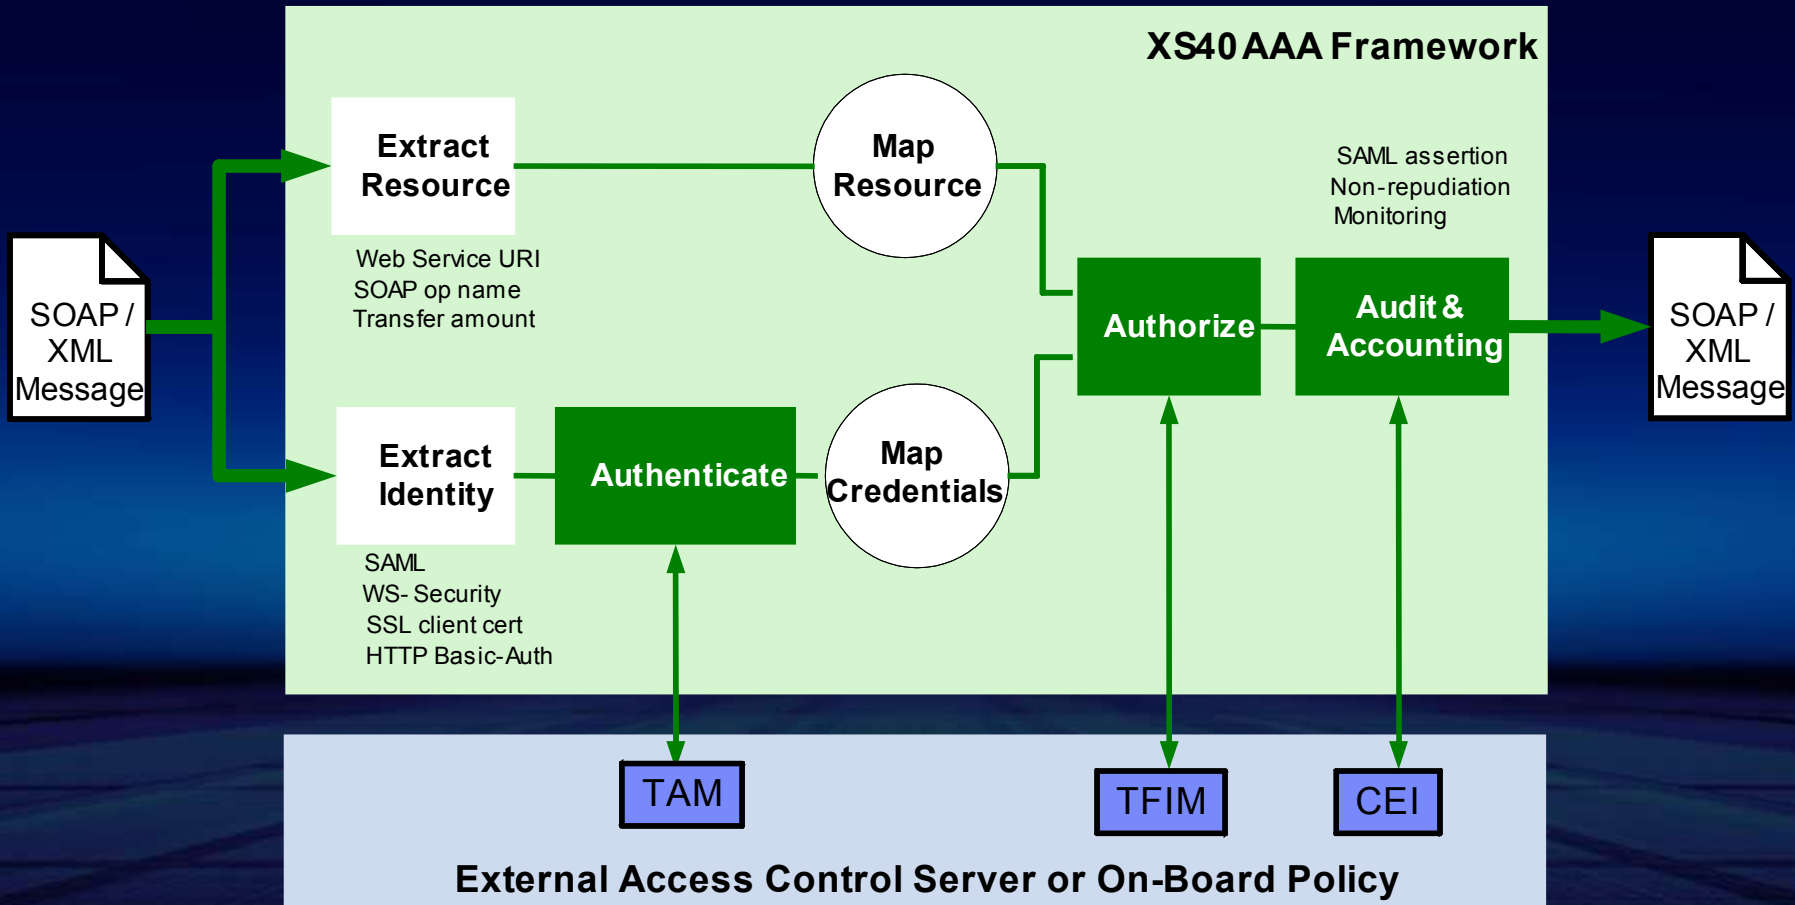 XS40 AAA Framework
Extract
Resource
Map
Resource
SAML assertion
Non-repudiation
Monitoring
Web Service URI
SOAP op name
Transfer amount
SOAP /
XML
Message
Authorize
Audit &
Accounting
SOAP /
XML
Message
Extract
Identity
Authenticate
Map
Credentials
SAML
WS- Security
SSL client cert
HTTP Basic-Auth
TAM
TFIM
CEI
External Access Control Server or On-Board Policy